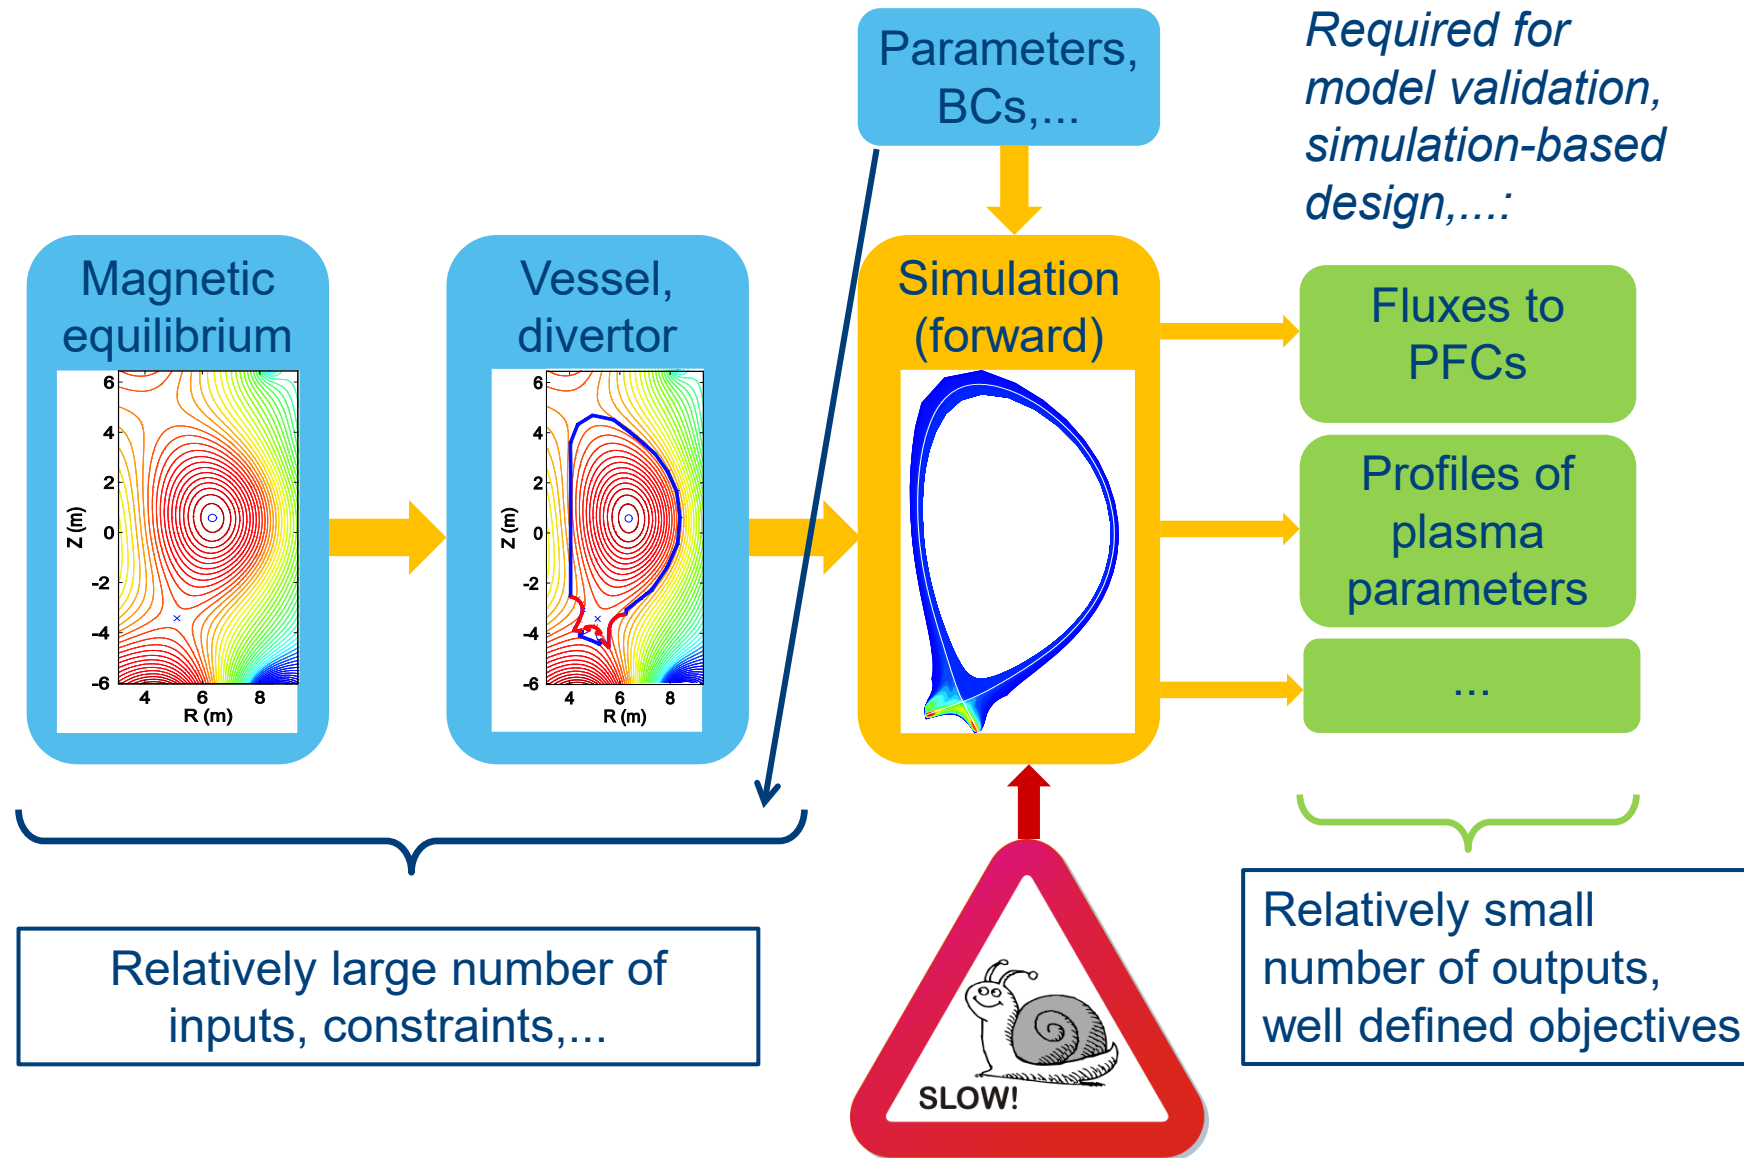 Parameters,
BCs,...
Required for
model validation,
simulation-based
design,...:
Magnetic
equilibrium
6
4
2
0
-2
-4
-6
Z (m)
4
6
8
R (m)
Vessel,
divertor
6
4
2
0
-2
-4
-6
Z (m)
4
6
8
R (m)
Simulation
(forward)
Fluxes to
PFCs
Profiles of
plasma
parameters
...
Relatively large number of
inputs, constraints,...
SLOW!
Relatively small
number of outputs,
well defined objectives